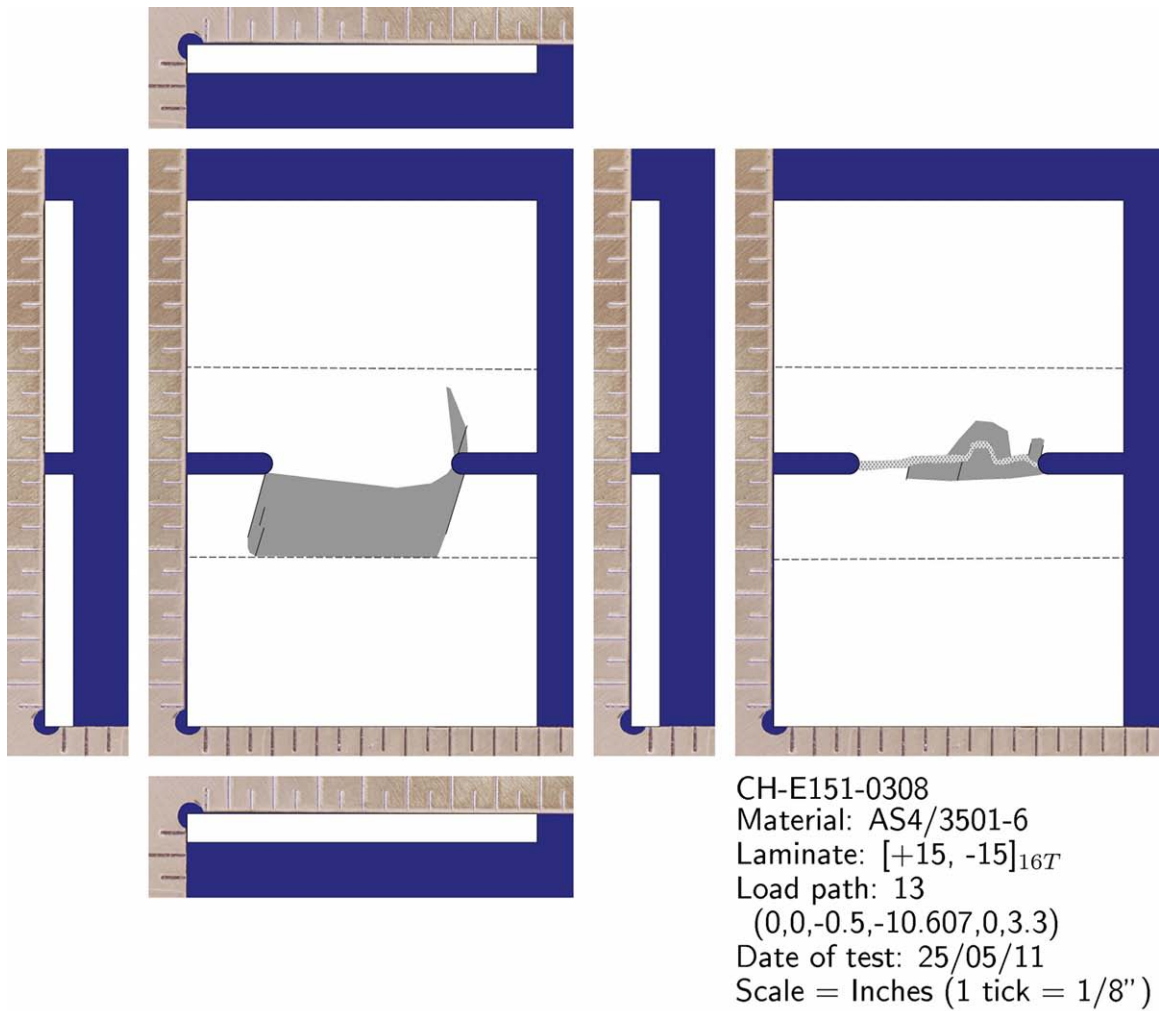 CH-E151-0308
Material: AS4/3501-6
Laminate: [+15, -15]₁₆T
Load path: 13
(0,0,-0.5,-10.607,0,3.3)
Date of test: 25/05/11
Scale = Inches (1 tick = 1/8")